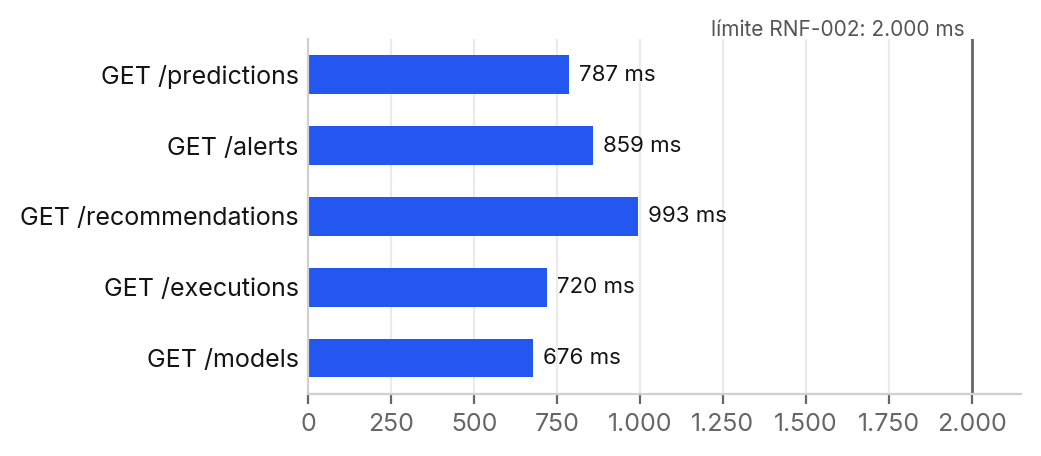 límite RNF-002: 2.000 ms
GET /predictions 787 ms
GET /alerts 859 ms
GET /recommendations 993 ms
GET /executions 720 ms
GET /models 676 ms
0 250 500 750 1.000 1.250 1.500 1.750 2.000